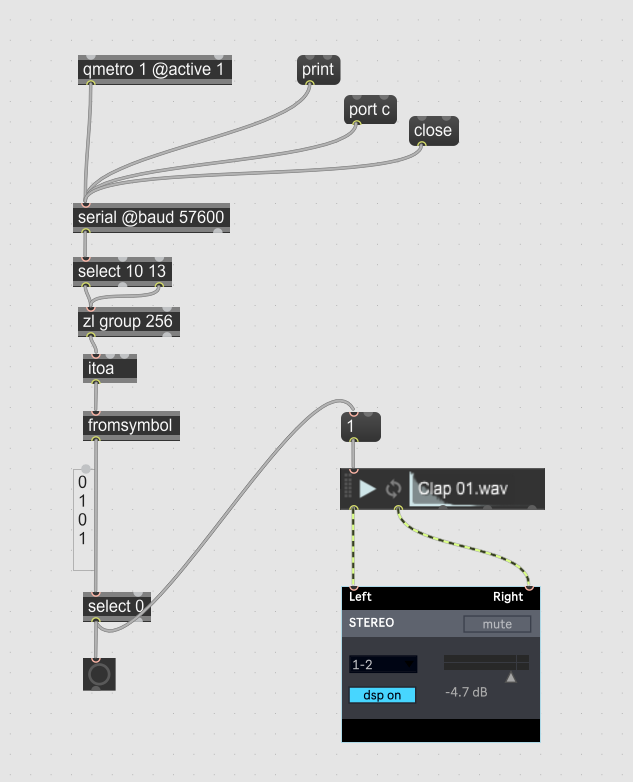 qmetro 1 @active 1
print
port c
close
serial @baud 57600
select 10 13
zl group 256
itoa
fromsymbol
1
Clap 01.wav
0
1
0
1
select 0
Left Right
STEREO mute
1-2
dsp on -4.7 dB